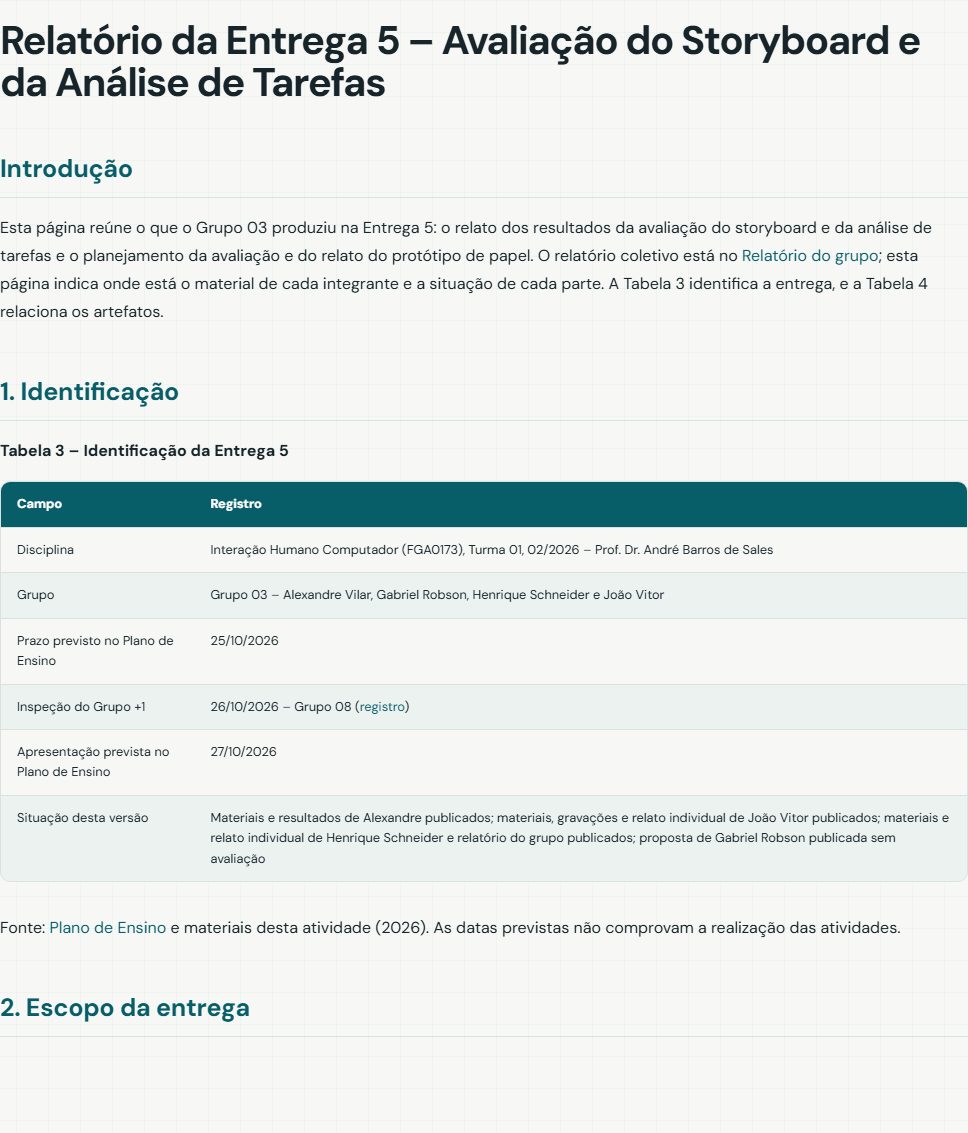 Relatório da Entrega 5 – Avaliação do Storyboard e
da Análise de Tarefas
Introdução
Esta página reúne o que o Grupo 03 produziu na Entrega 5: o relato dos resultados da avaliação do storyboard e da análise de
tarefas e o planejamento da avaliação e do relato do protótipo de papel. O relatório coletivo está no Relatório do grupo; esta
página indica onde está o material de cada integrante e a situação de cada parte. A Tabela 3 identifica a entrega, e a Tabela 4
relaciona os artefatos.
1. Identificação
Tabela 3 – Identificação da Entrega 5
Campo Registro
Disciplina Interação Humano Computador (FGA0173), Turma 01, 02/2026 – Prof. Dr. André Barros de Sales
Grupo Grupo 03 – Alexandre Vilar, Gabriel Robson, Henrique Schneider e João Vitor
Prazo previsto no Plano de 25/10/2026
Ensino
Inspeção do Grupo +1 26/10/2026 – Grupo 08 (registro)
Apresentação prevista no 27/10/2026
Plano de Ensino
Situação desta versão Materiais e resultados de Alexandre publicados; materiais, gravações e relato individual de João Vitor publicados; materiais e
relato individual de Henrique Schneider e relatório do grupo publicados; proposta de Gabriel Robson publicada sem
avaliação
Fonte: Plano de Ensino e materiais desta atividade (2026). As datas previstas não comprovam a realização das atividades.
2. Escopo da entrega